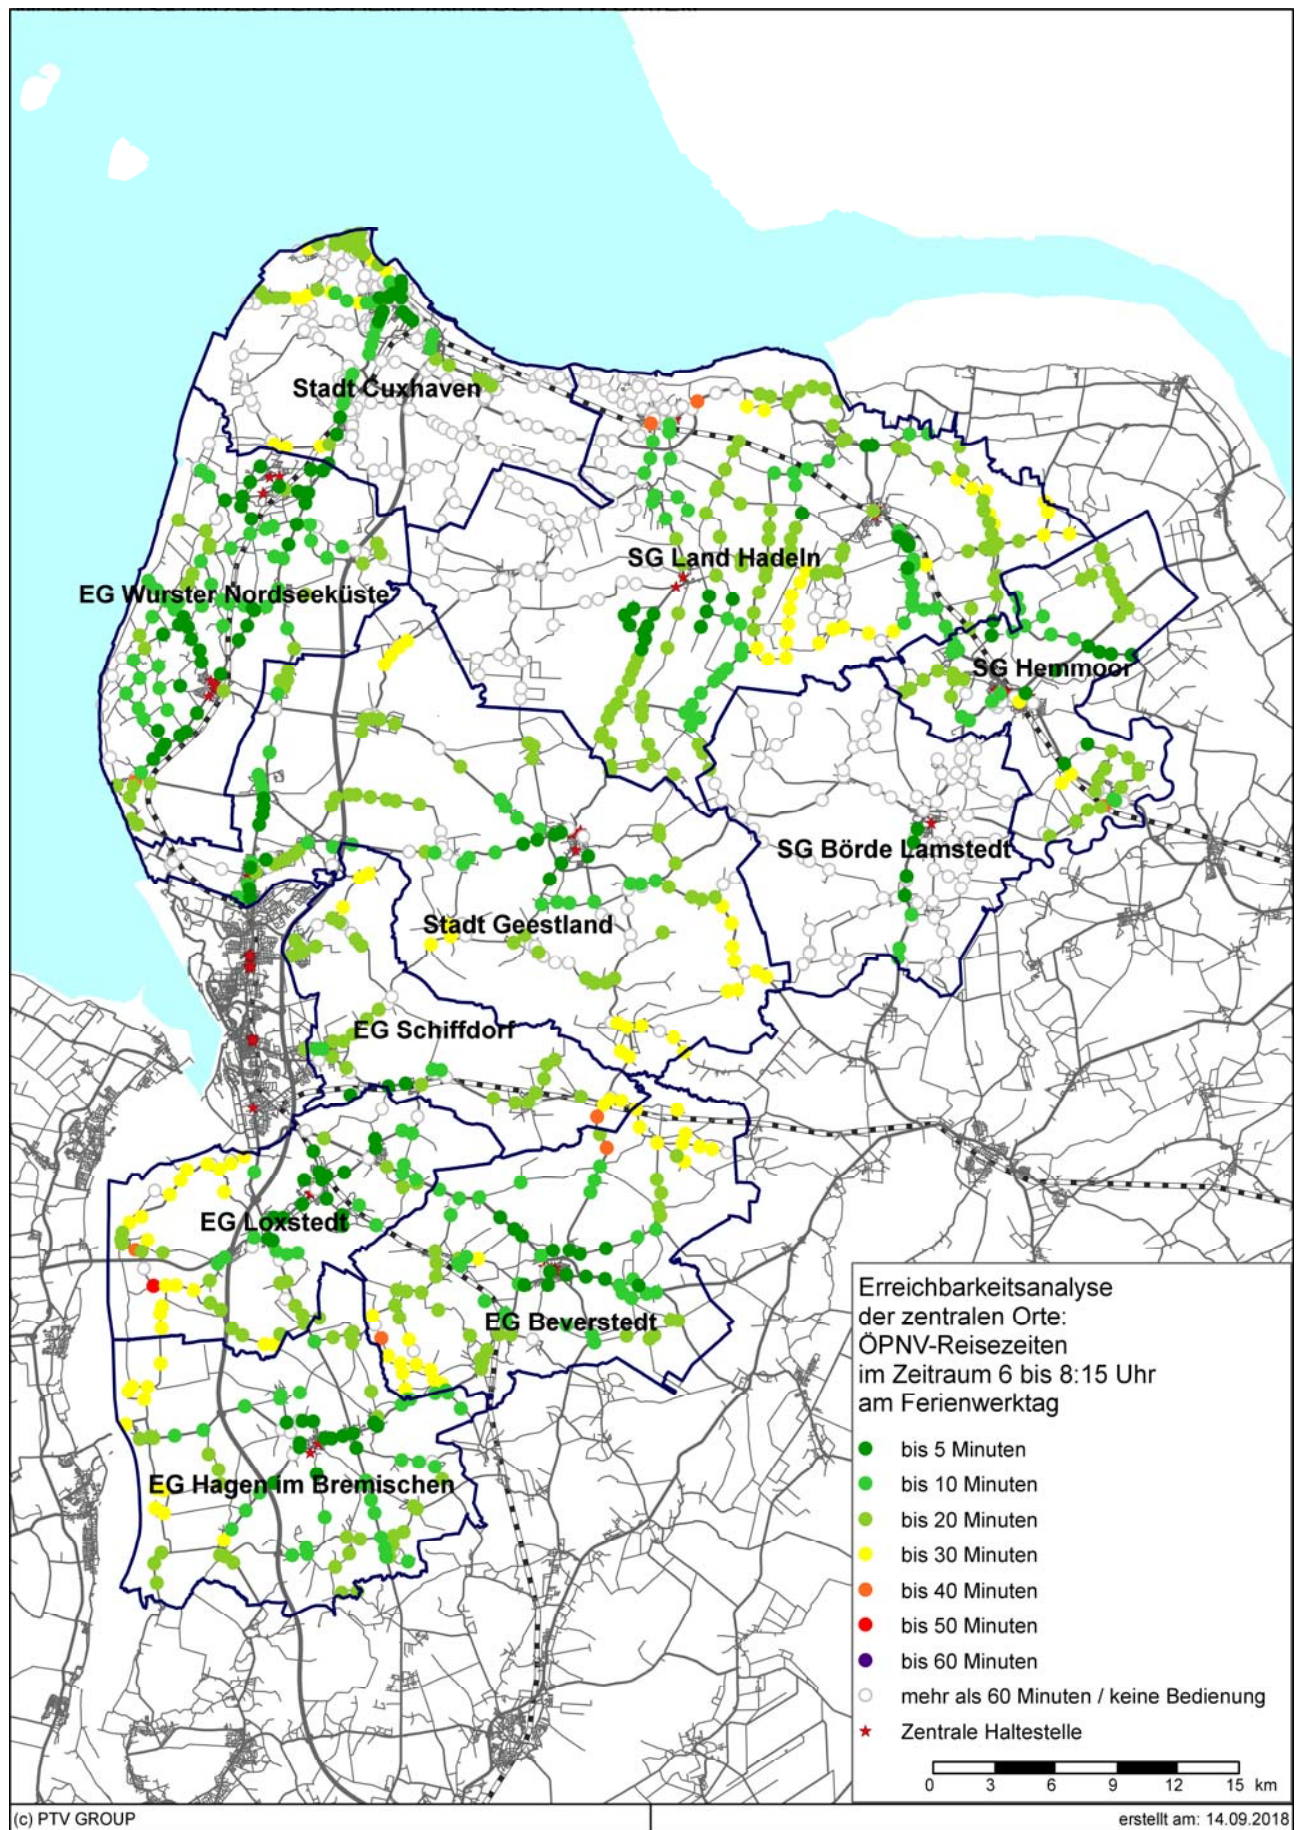 Stadt Cuxhaven
SG Land Hadeln
EG Wurster Nordseeküste
SG Hemmoor
SG Börde Lamstedt
Stadt Geestland
EG Schiffdorf
EG Loxstedt
EG Beverstedt
EG Hagen im Bremischen
Erreichbarkeitsanalyse
der zentralen Orte:
ÖPNV-Reisezeiten
im Zeitraum 6 bis 8:15 Uhr
am Ferienwerktag
bis 5 Minuten
bis 10 Minuten
bis 20 Minuten
bis 30 Minuten
bis 40 Minuten
bis 50 Minuten
bis 60 Minuten
mehr als 60 Minuten / keine Bedienung
Zentrale Haltestelle
0 3 6 9 12 15 km
(c) PTV GROUP
erstellt am: 14.09.2018